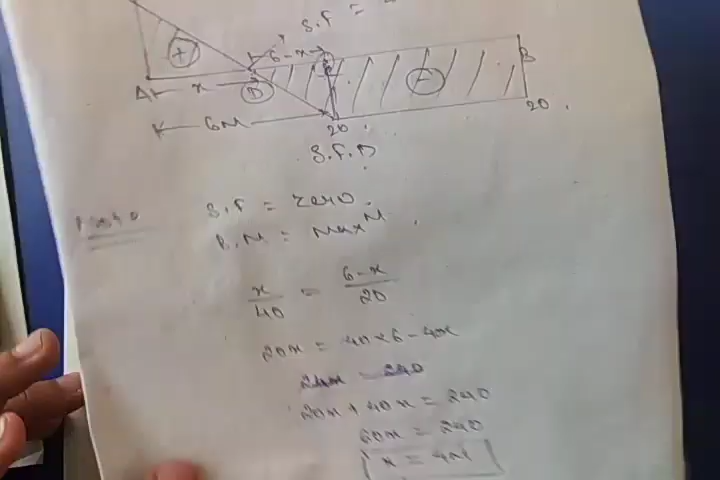 S.F =
6-x
+
A
x
+
-
B
6M
20
20
S.F.D
S.F = zero.
B.M = Max^M.
x/40 = 6-x/20
20x = 40×6-40x
20x+40x = 240
60x = 240
x = 4M